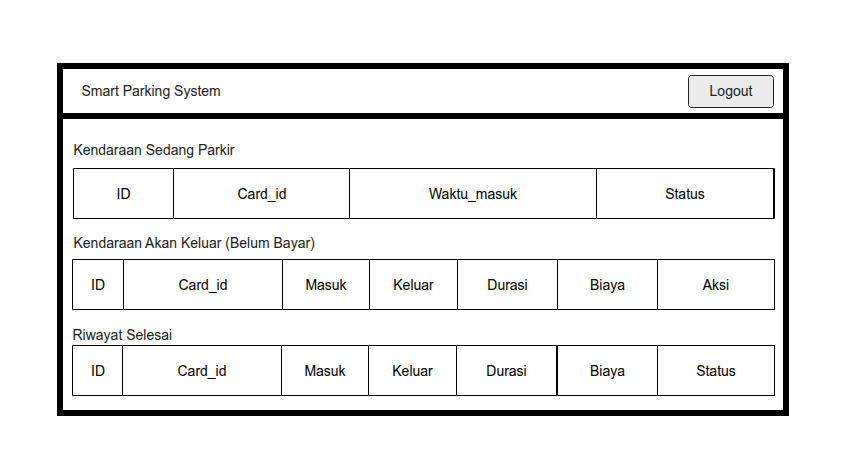 Smart Parking System Logout
Kendaraan Sedang Parkir
ID Card_id Waktu_masuk Status
Kendaraan Akan Keluar (Belum Bayar)
ID Card_id Masuk Keluar Durasi Biaya Aksi
Riwayat Selesai
ID Card_id Masuk Keluar Durasi Biaya Status